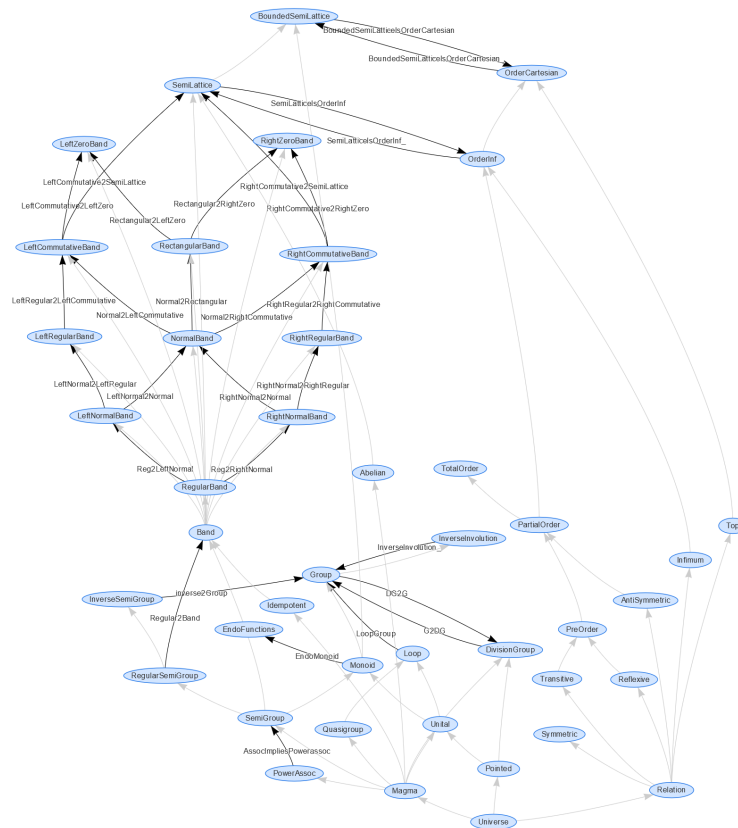 BoundedSemiLattice
BoundedSemiLatticeIsOrderCartesian
BoundedSemiLatticeIsOrderCartesian_
OrderCartesian
SemiLattice
SemiLatticeIsOrderInf
SemiLatticeIsOrderInf_
LeftZeroBand
RightZeroBand
OrderInf
LeftCommutative2SemiLattice
RightCommutative2SemiLattice
LeftCommutative2LeftZero
Rectangular2RightZero
RightCommutative2RightZero
Rectangular2LeftZero
LeftCommutativeBand
RectangularBand
RightCommutativeBand
LeftRegular2LeftCommutative
Normal2Rectangular
RightRegular2RightCommutative
Normal2LeftCommutative
Normal2RightCommutative
LeftRegularBand
NormalBand
RightRegularBand
LeftNormal2LeftRegular
RightNormal2RightRegular
LeftNormal2Normal
RightNormal2Normal
LeftNormalBand
RightNormalBand
Reg2LeftNormal
Reg2RightNormal
Abelian
TotalOrder
RegularBand
PartialOrder
Top
Band
InverseInvolution
InverseInvolution_
Infimum
Group
inverse2Group
UG2G
InverseSemiGroup
Idempotent
AntiSymmetric
Regular2Band
EndoFunctions
LoopGroup
G2DG
PreOrder
EndoMonoid
Loop
DivisionGroup
RegularSemiGroup
Monoid
Transitive
Reflexive
SemiGroup
Quasigroup
Unital
Symmetric
AssocImpliesPowerassoc
PowerAssoc
Pointed
Magma
Relation
Universe